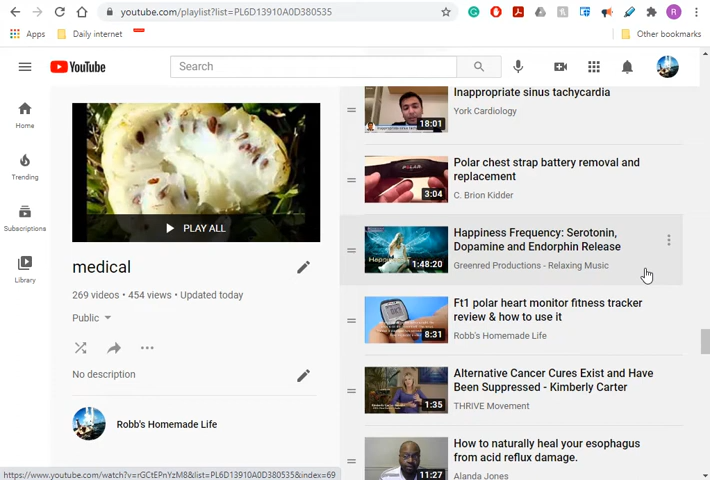 youtube.com/playlist?list=PL6D13910A0D380535
R
Apps
Daily internet
Other bookmarks
YouTube
Search
Home
Trending
Subscriptions
Library
PLAY ALL
medical
269 videos • 454 views • Updated today
Public
No description
Robb's Homemade Life
Inappropriate sinus tachycardia
York Cardiology
18:01
Polar chest strap battery removal and
replacement
C. Brion Kidder
3:04
Happiness Frequency: Serotonin,
Dopamine and Endorphin Release
Greenred Productions - Relaxing Music
1:48:20
Ft1 polar heart monitor fitness tracker
review & how to use it
Robb's Homemade Life
8:31
Alternative Cancer Cures Exist and Have
Been Suppressed - Kimberly Carter
THRIVE Movement
1:35
How to naturally heal your esophagus
from acid reflux damage.
Alanda Jones
11:27
https://www.youtube.com/watch?v=rGCtEPnYzM8&list=PL6D13910A0D380535&index=69